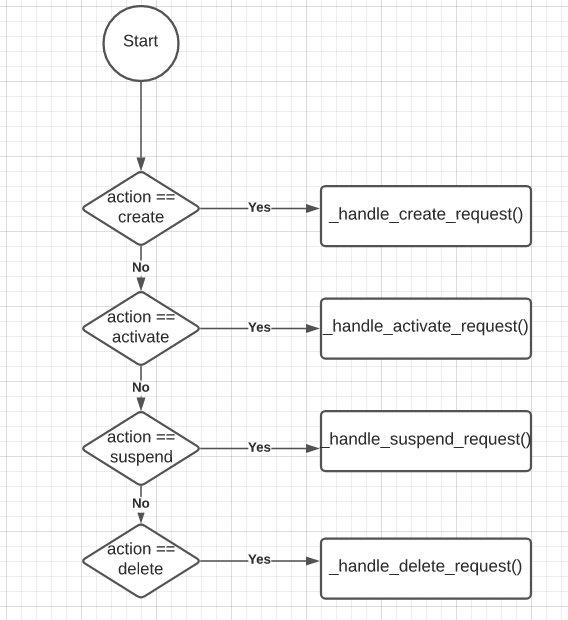 Start
action ==
create
Yes
_handle_create_request()
No
action ==
activate
Yes
_handle_activate_request()
No
action ==
suspend
Yes
_handle_suspend_request()
No
action ==
delete
Yes
_handle_delete_request()